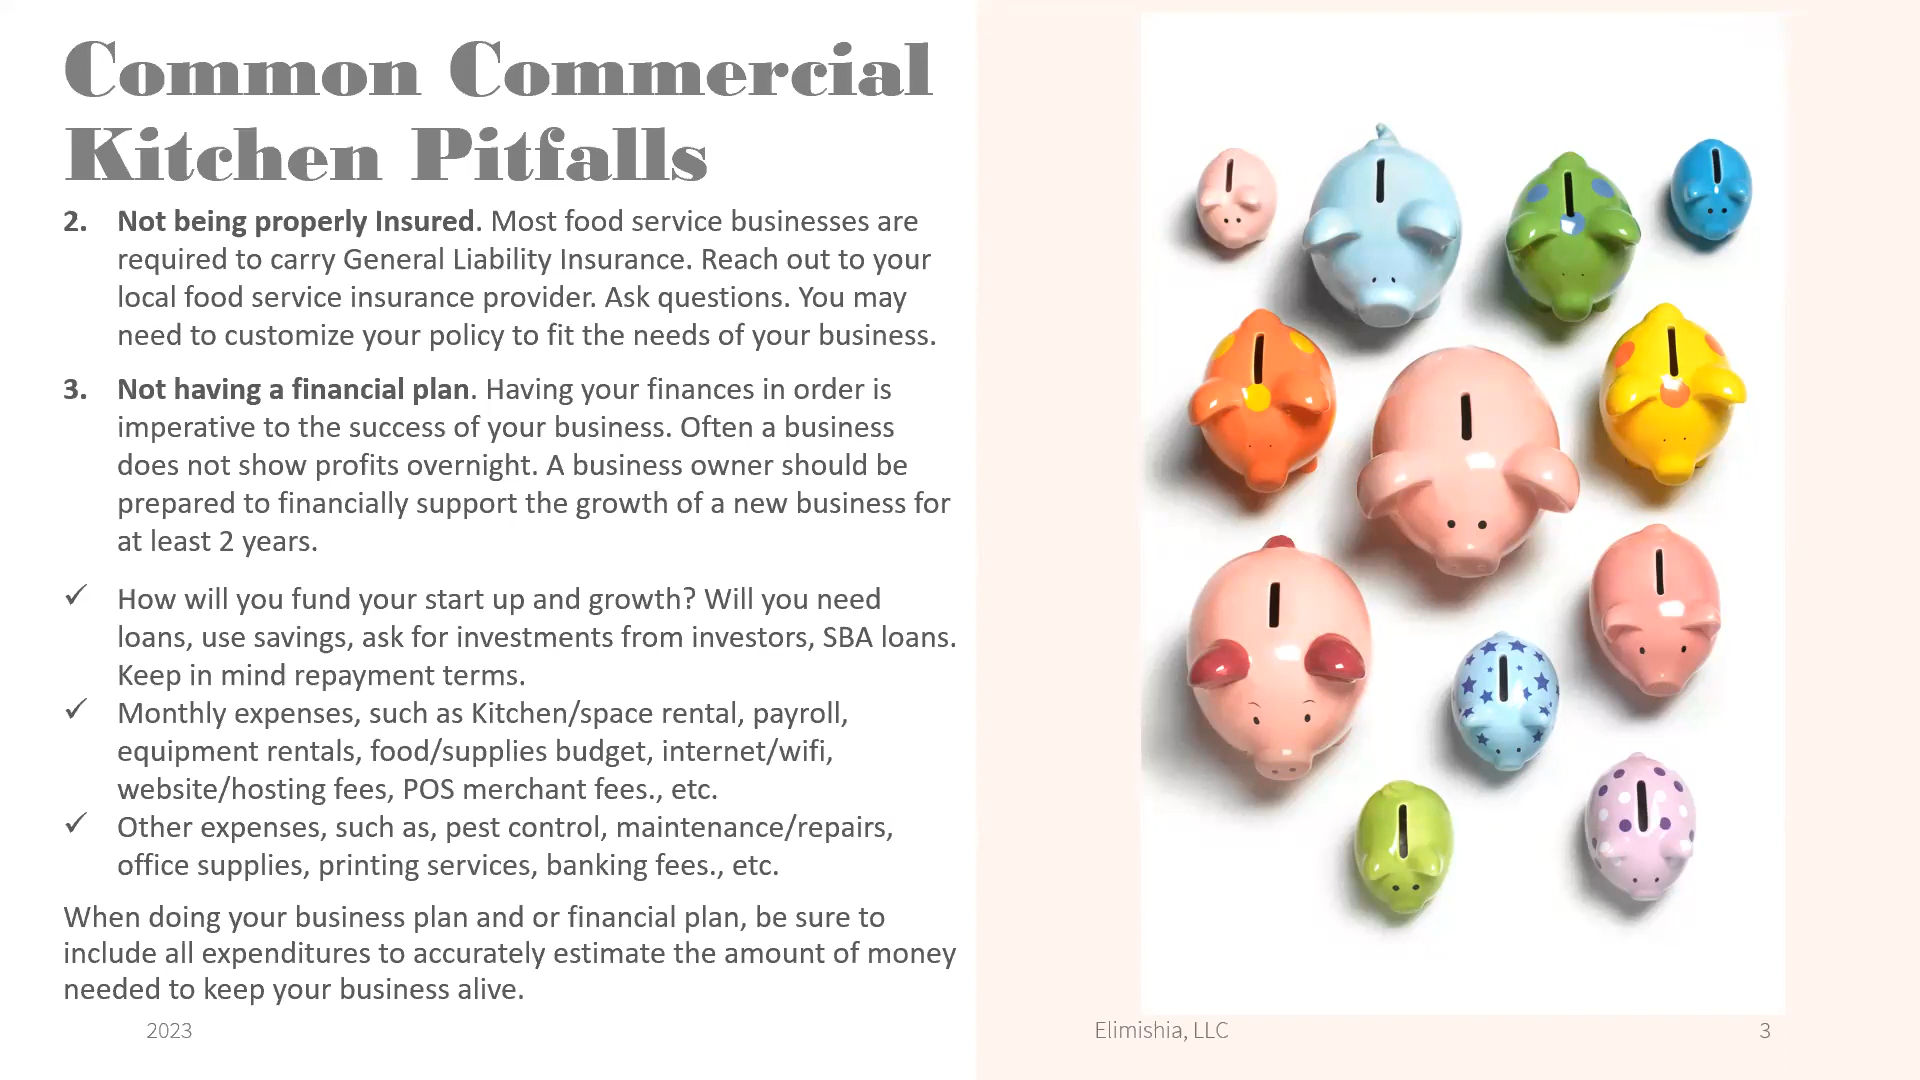 Common Commercial
Kitchen Pitfalls
2. Not being properly Insured. Most food service businesses are
required to carry General Liability Insurance. Reach out to your
local food service insurance provider. Ask questions. You may
need to customize your policy to fit the needs of your business.
3. Not having a financial plan. Having your finances in order is
imperative to the success of your business. Often a business
does not show profits overnight. A business owner should be
prepared to financially support the growth of a new business for
at least 2 years.
✓ How will you fund your start up and growth? Will you need
loans, use savings, ask for investments from investors, SBA loans.
Keep in mind repayment terms.
✓ Monthly expenses, such as Kitchen/space rental, payroll,
equipment rentals, food/supplies budget, internet/wifi,
website/hosting fees, POS merchant fees., etc.
✓ Other expenses, such as, pest control, maintenance/repairs,
office supplies, printing services, banking fees., etc.
When doing your business plan and or financial plan, be sure to
include all expenditures to accurately estimate the amount of money
needed to keep your business alive.
2023
Elimishia, LLC
3